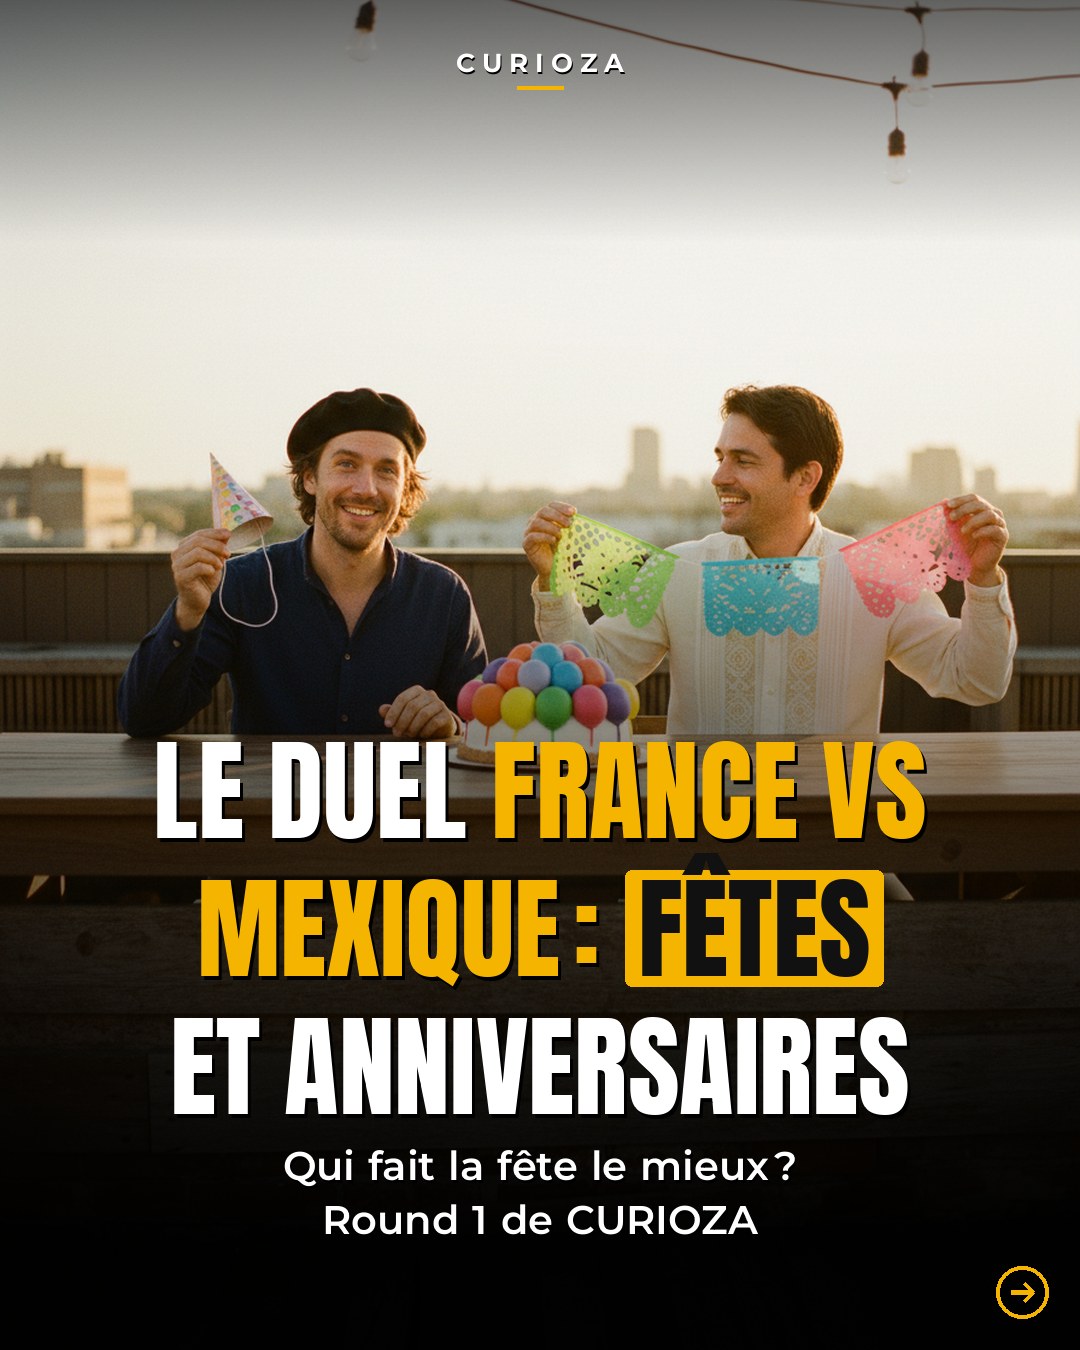 CURIOZA
LE DUEL FRANCE VS
MEXIQUE : FÊTES
ET ANNIVERSAIRES
Qui fait la fête le mieux ?
Round 1 de CURIOZA